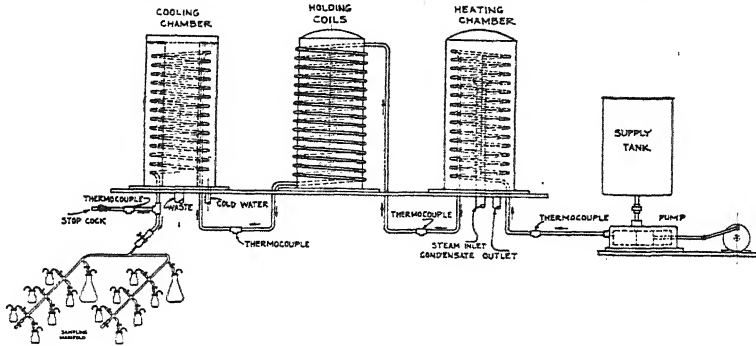 COOLING
CHAMBER
HOLDING
COILS
HEATING
CHAMBER
SUPPLY
TANK
THERMOCOUPLE
STOP COCK
WASTE
COLD WATER
THERMOCOUPLE
THERMOCOUPLE
STEAM INLET
CONDENSATE OUTLET
THERMOCOUPLE
PUMP
SAMPLING
MANIFOLD